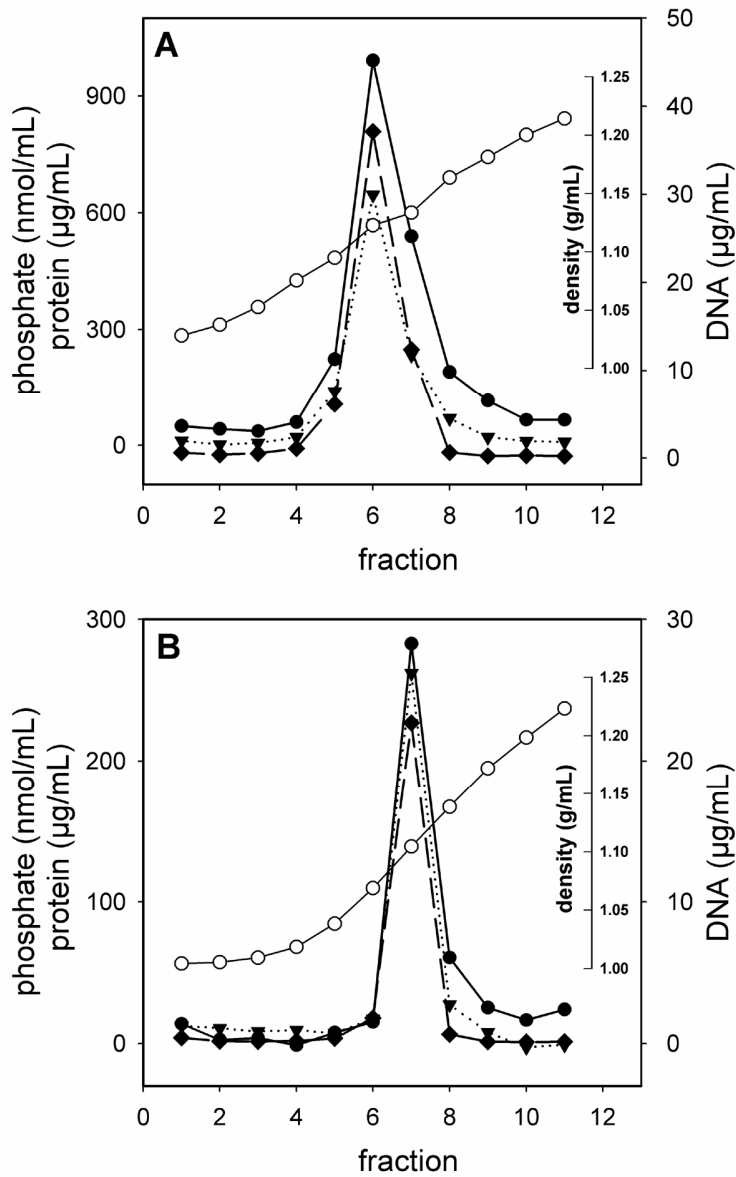 A
phosphate (nmol/mL)
protein (µg/mL)
900
600
300
0
density (g/mL)
1.25
1.20
1.15
1.10
1.05
1.00
DNA (µg/mL)
50
40
30
20
10
0
0 2 4 6 8 10 12
fraction
B
phosphate (nmol/mL)
protein (µg/mL)
300
200
100
0
density (g/mL)
1.25
1.20
1.15
1.10
1.05
1.00
DNA (µg/mL)
30
20
10
0
0 2 4 6 8 10 12
fraction